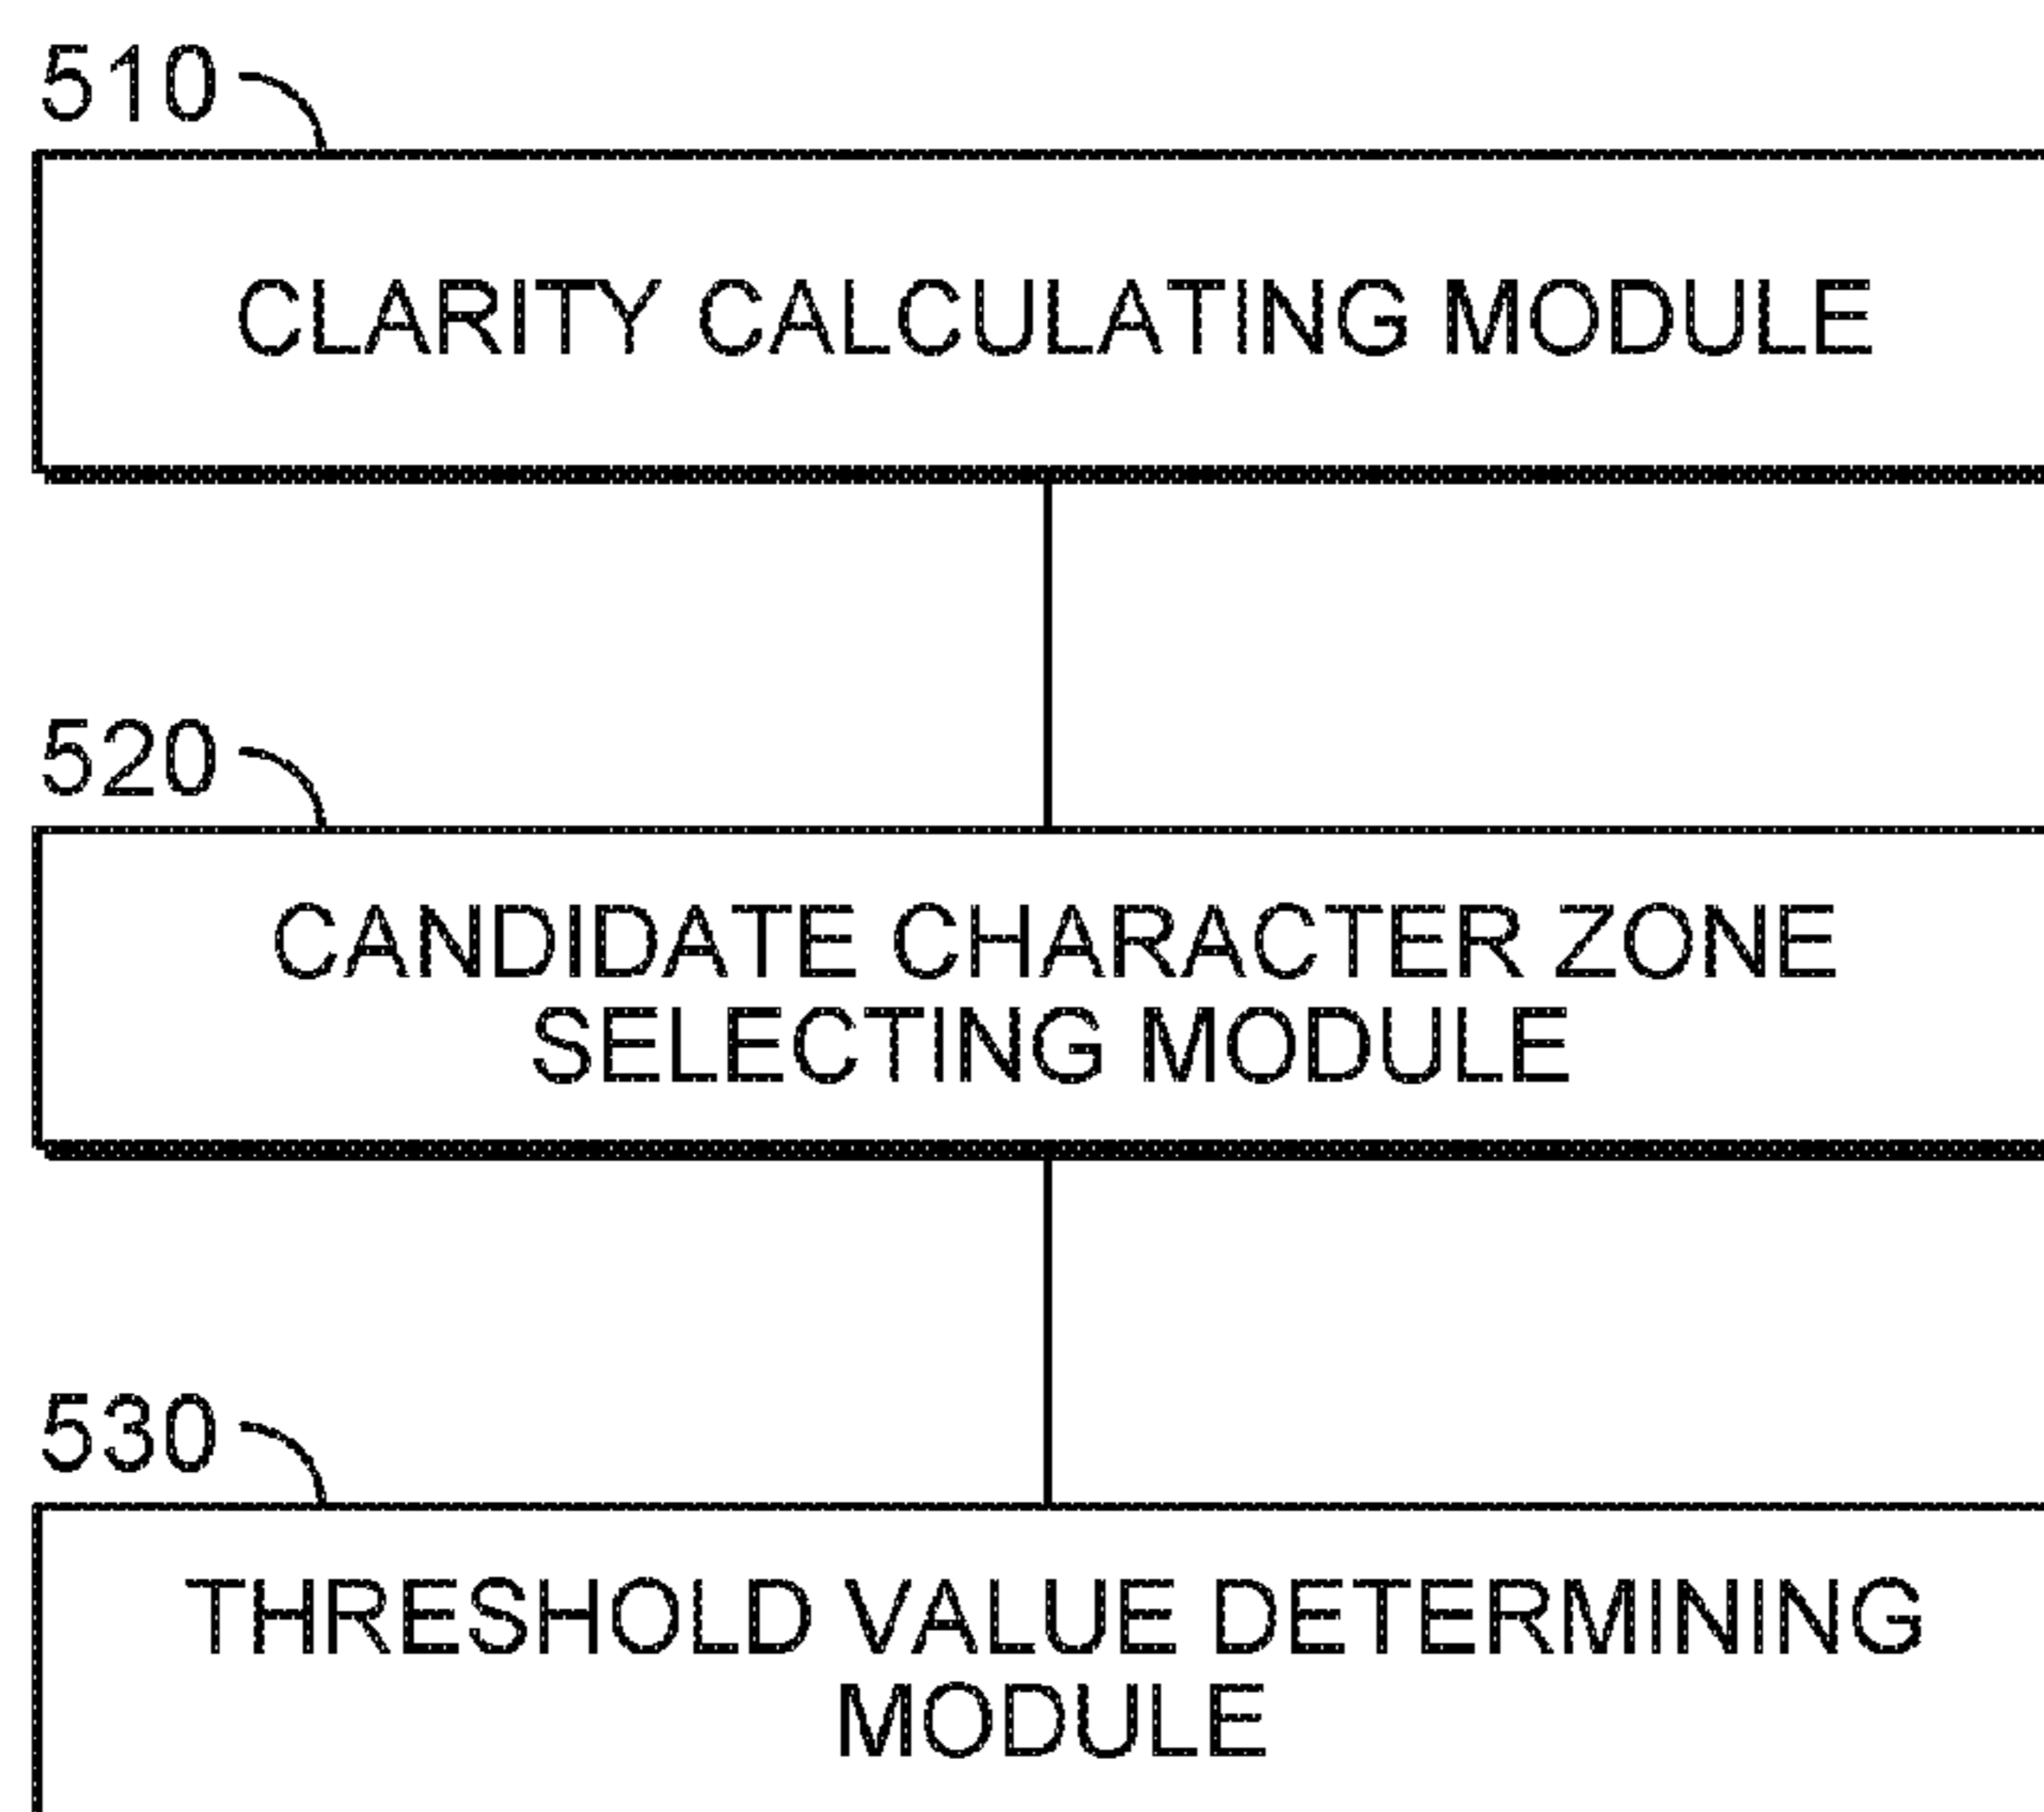 510
CLARITY CALCULATING MODULE
520
CANDIDATE CHARACTER ZONE
SELECTING MODULE
530
THRESHOLD VALUE DETERMINING
MODULE